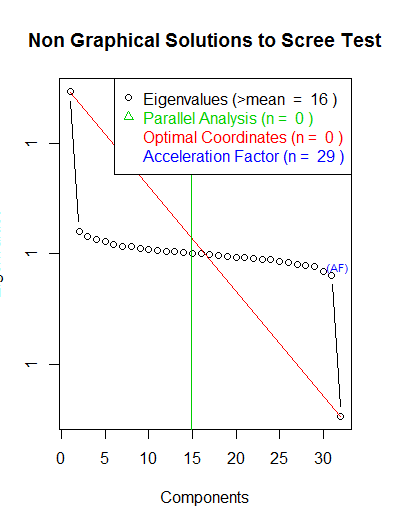 Non Graphical Solutions to Scree Test
Eigenvalues (>mean = 16 )
Parallel Analysis (n = 0 )
Optimal Coordinates (n = 0 )
Acceleration Factor (n = 29 )
1
1
(AF)
1
0 5 10 15 20 25 30
Components